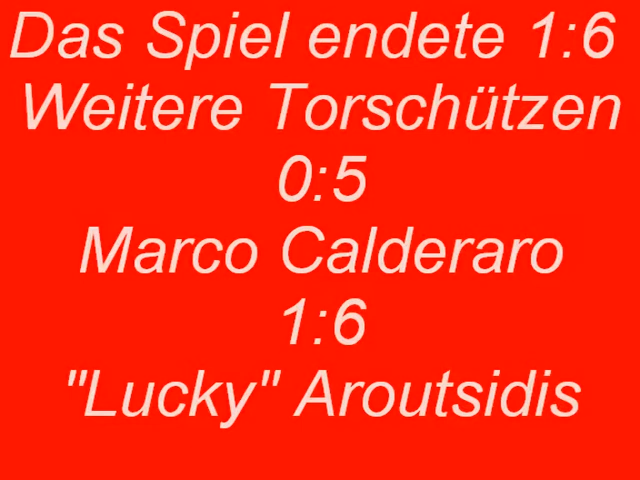 Das Spiel endete 1:6
Weitere Torschützen
0:5
Marco Calderaro
1:6
"Lucky" Aroutsidis